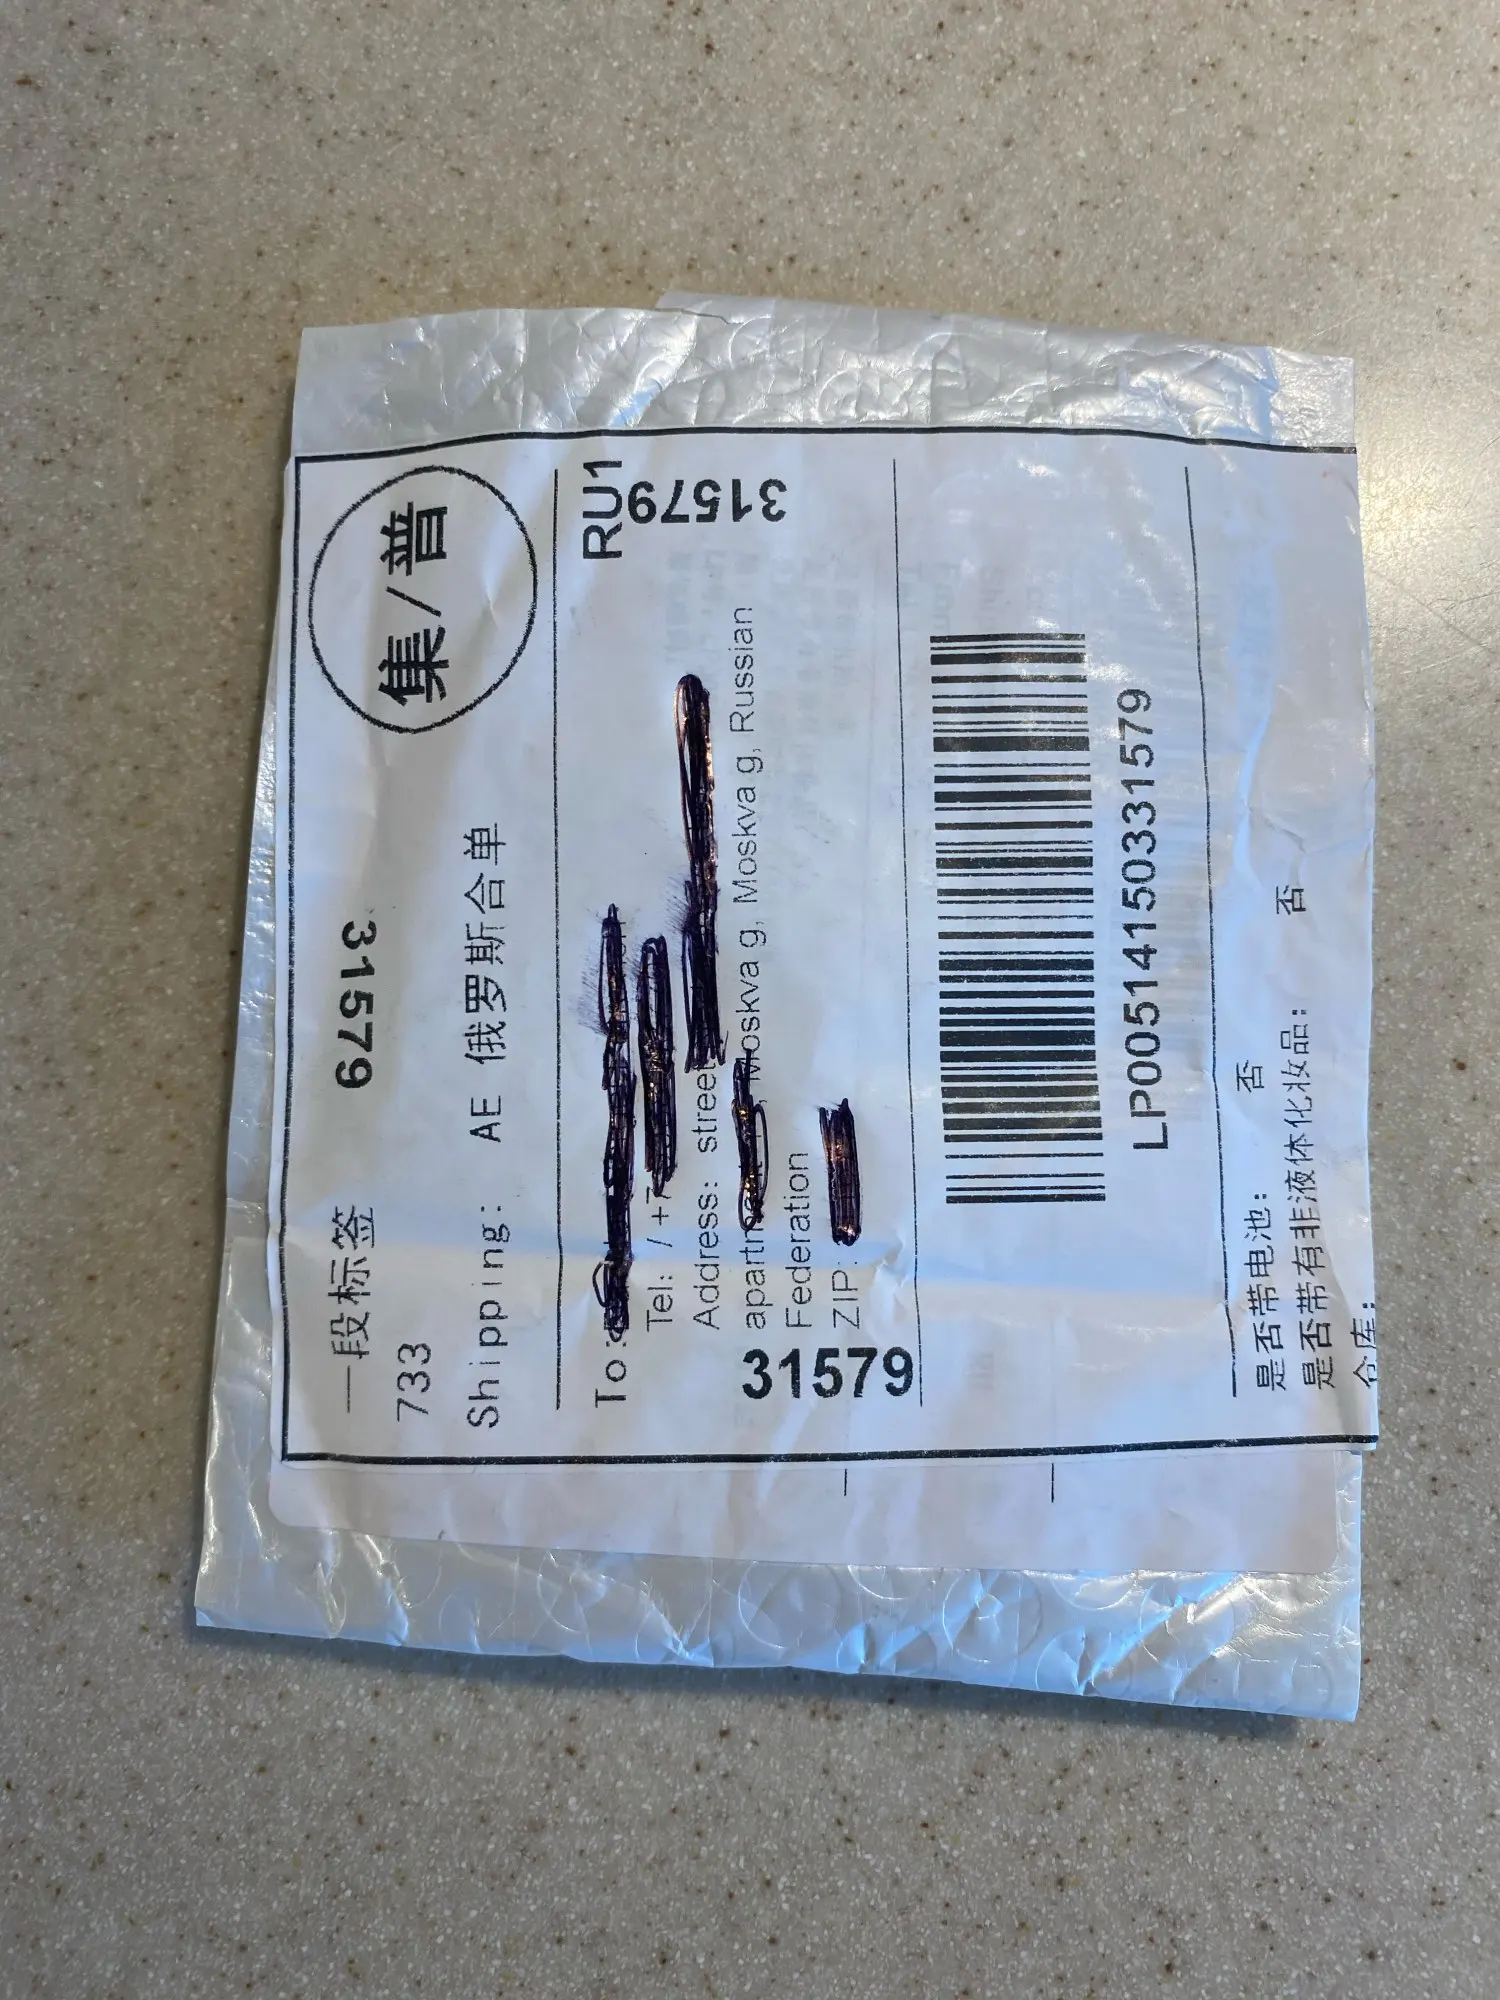 一段标签
31579
集/普
733
Shipping: AE 俄罗斯合单
RU1
31579
To:
Tel: / +7
Address: street
Moskva g, Moskva g, Russian
Federation
ZIP:
31579
LP00514150331579
是否带电池: 否
是否带有非液体化妆品: 否
仓库: